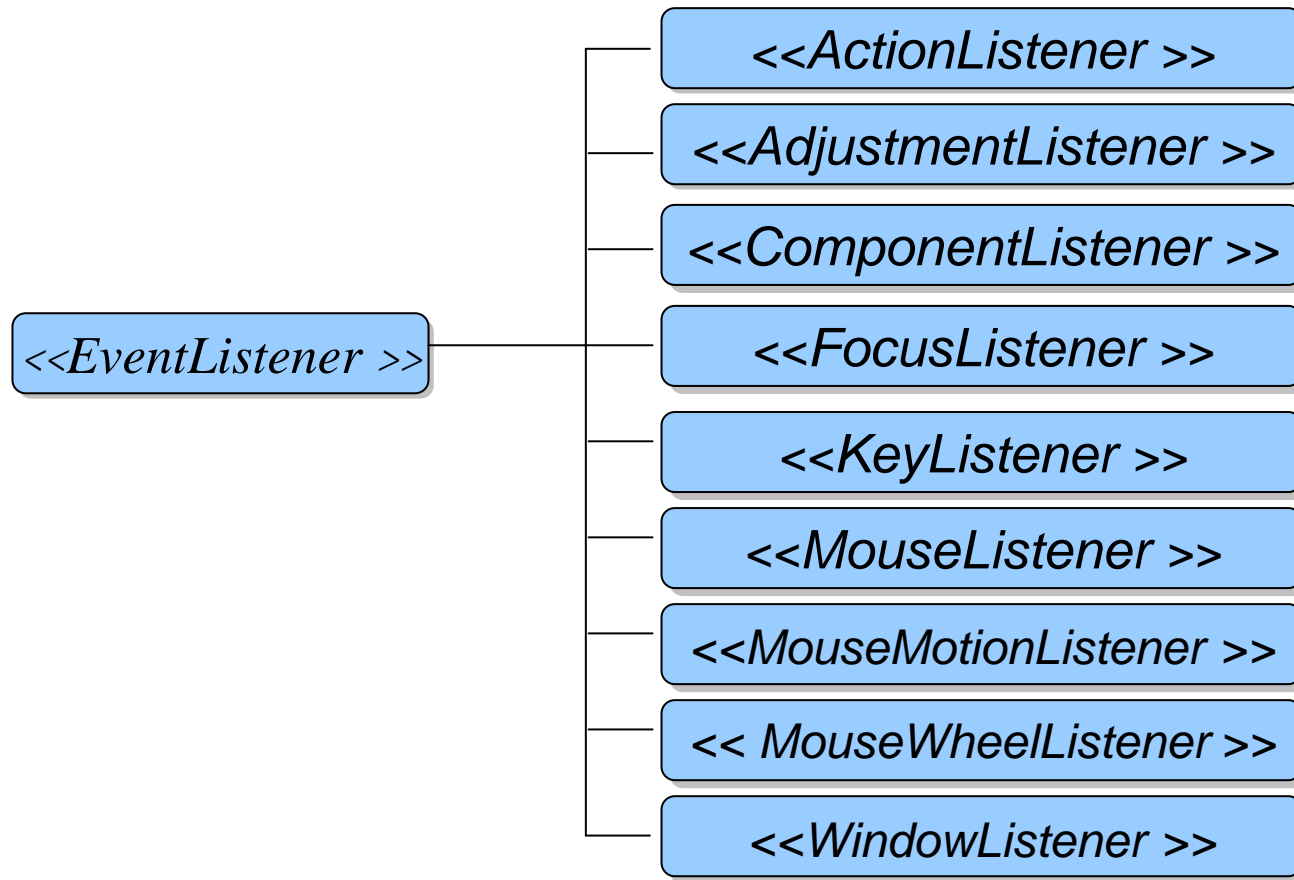 <<ActionListener >>
<<AdjustmentListener >>
<<ComponentListener >>
<<EventListener >>
<<FocusListener >>
<<KeyListener >>
<<MouseListener >>
<<MouseMotionListener >>
<< MouseWheelListener >>
<<WindowListener >>